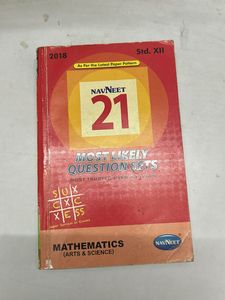 2018 Std. XII
As Per the Latest Paper Pattern
NAVNEET
21
MOST LIKELY
QUESTION SETS
S U X
C X C
X E SS
MATHEMATICS
(ARTS & SCIENCE)
NAVNEET